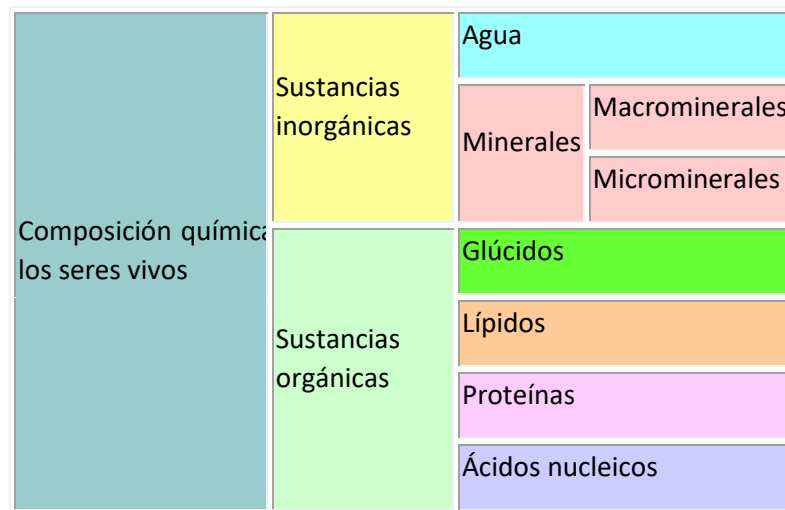 Composición química
los seres vivos
Sustancias
inorgánicas
Agua
Minerales
Macrominerales
Microminerales
Sustancias
orgánicas
Glúcidos
Lípidos
Proteínas
Ácidos nucleicos